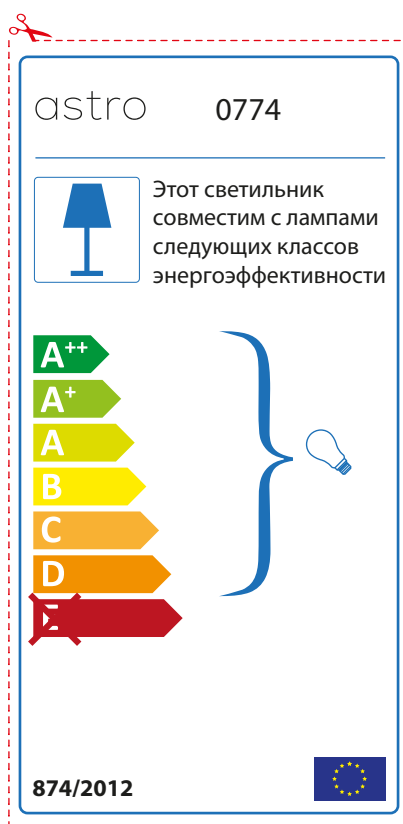 astro 0774
Этот светильник
совместим с лампами
следующих классов
энергоэффективности
A++
A+
A
B
C
D
E
874/2012